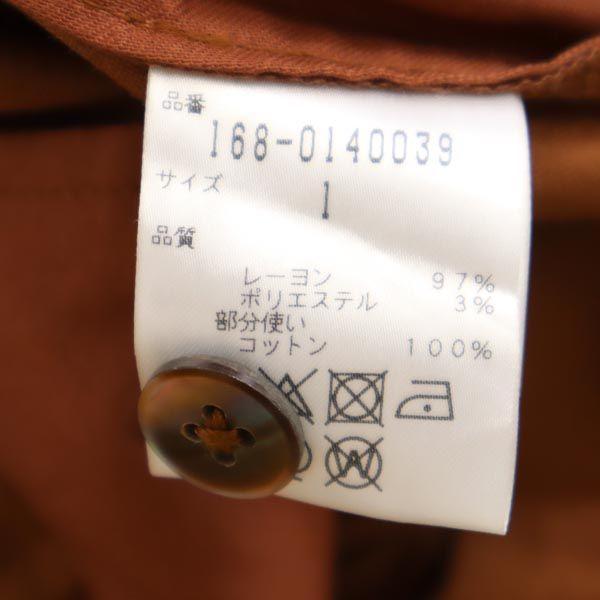 品番
168-0140039
サイズ
1
品質
レーヨン 97%
ポリエステル 3%
部分使い
コットン 100%
W